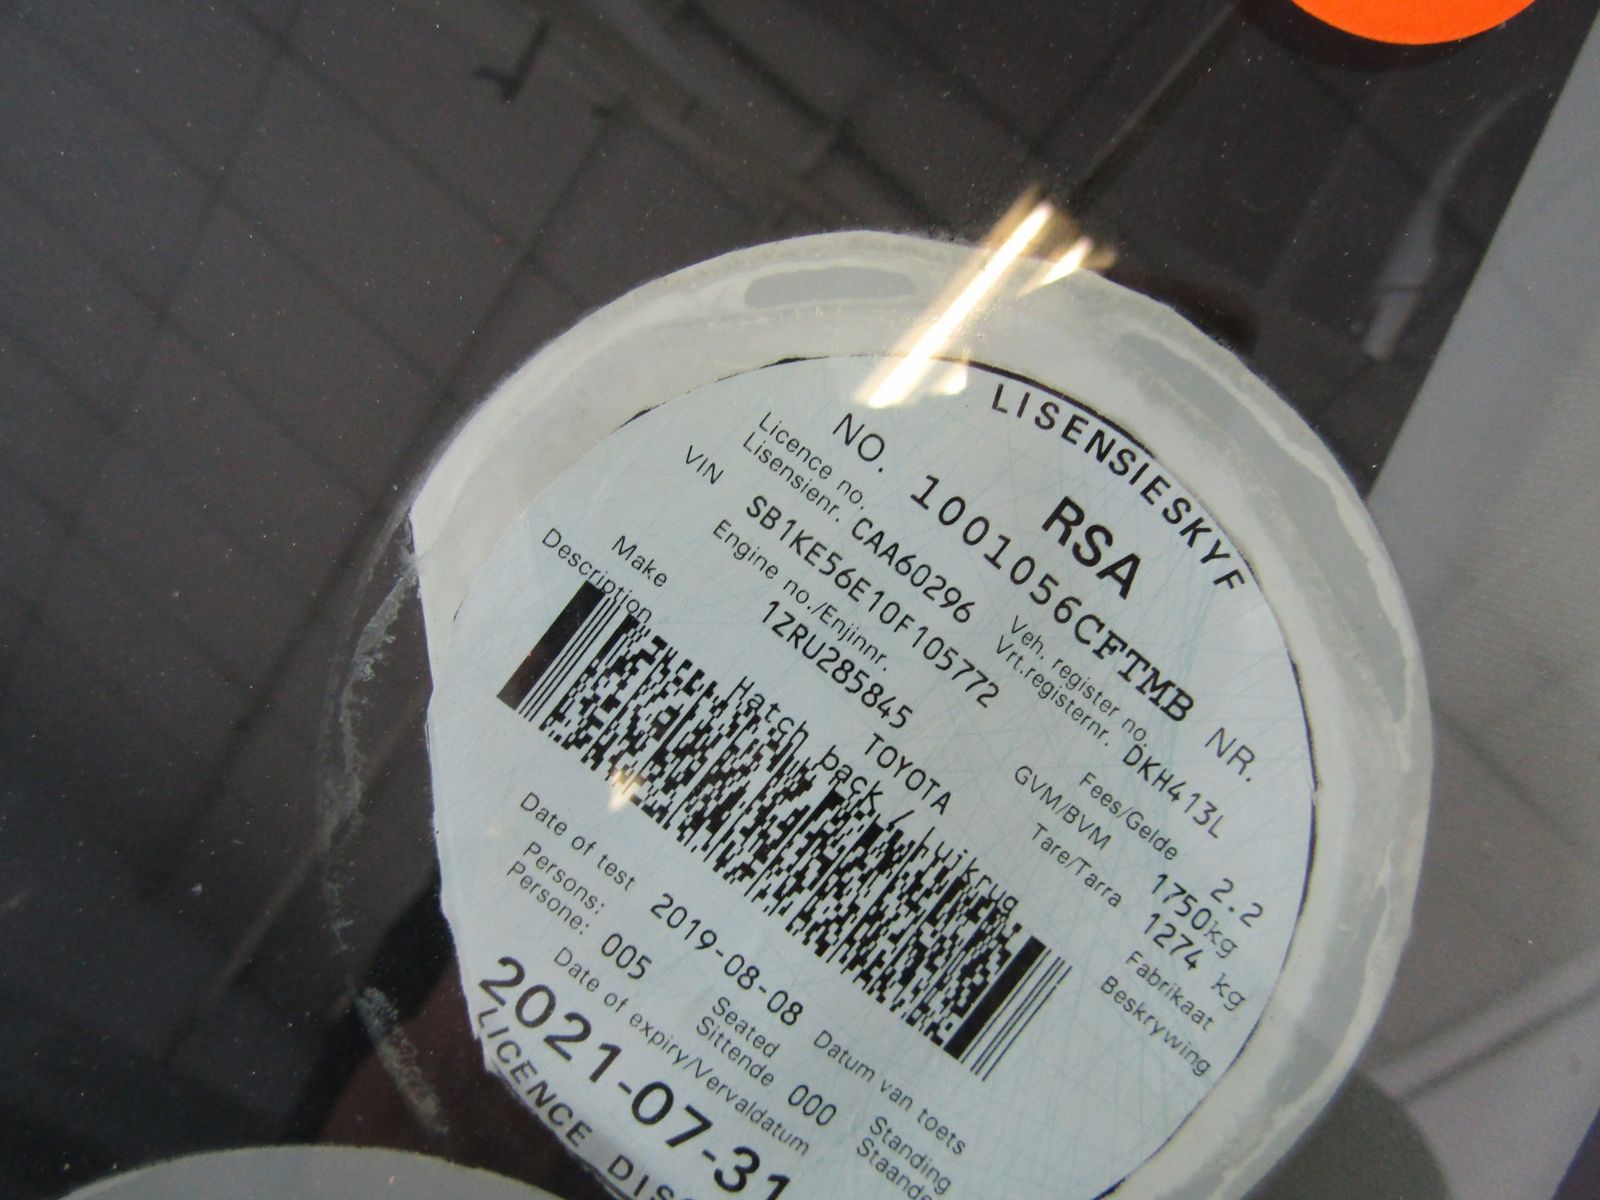 LISENSIESKYF
RSA
NO. 1001056CFTMB NR.
Licence no.
Lisensienr. CAA60296
Veh. register no.
Vrt.registernr. DKH413L
VIN SB1KE56E10F105772
Fees/Gelde 2.2
Engine no./Enjinnr.
1ZRU285845
GVM/BVM 1750kg
Tare/Tarra 1274 kg
Make TOYOTA Fabrikaat
Description Hatch back / Luikrug Beskrywing
Date of test 2019-08-08 Datum van toets
Persons:
Persone: 005
Seated
Sittende 000
Standing
Date of expiry/Vervaldatum
2021-07-31
LICENCE